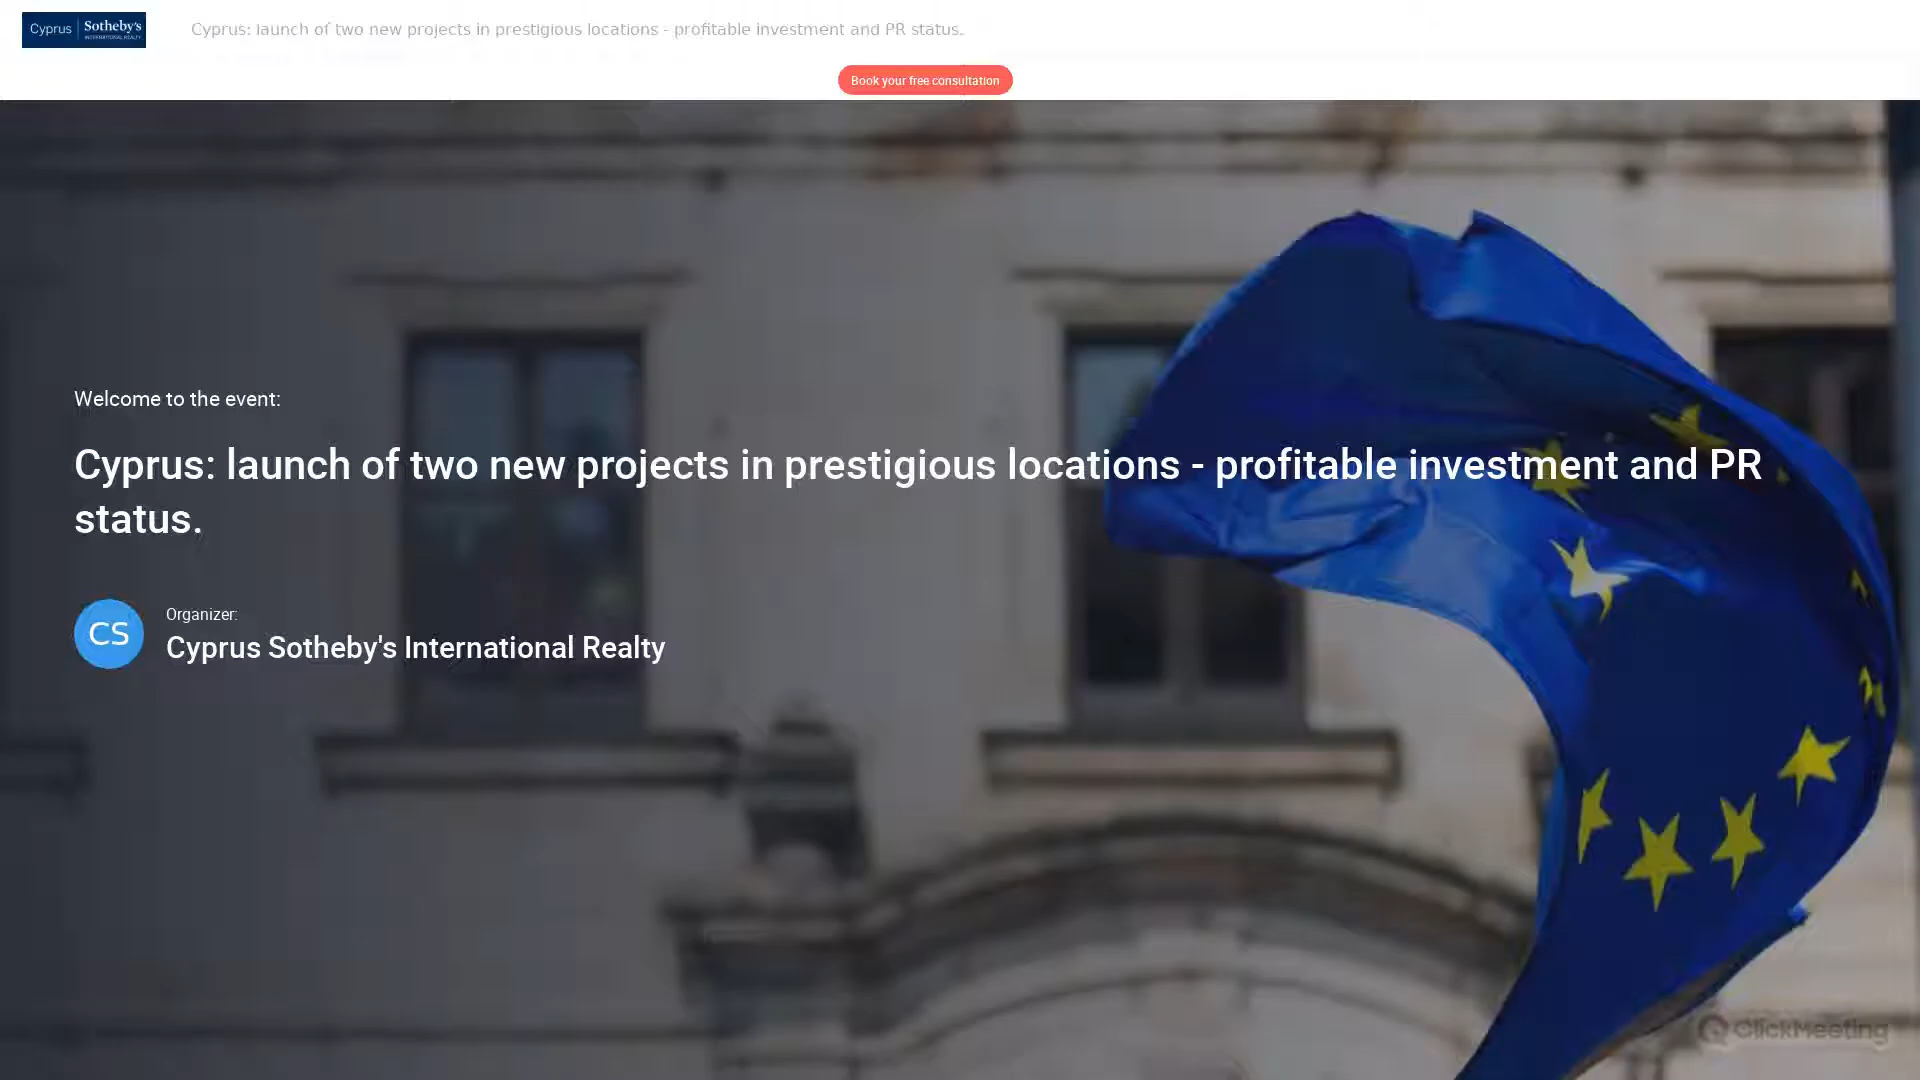 Cyprus
Sotheby's
INTERNATIONAL REALTY
Cyprus: launch of two new projects in prestigious locations - profitable investment and PR status.
Book your free consultation
Welcome to the event:
Cyprus: launch of two new projects in prestigious locations - profitable investment and PR
status.
CS
Organizer:
Cyprus Sotheby's International Realty
ClickMeeting